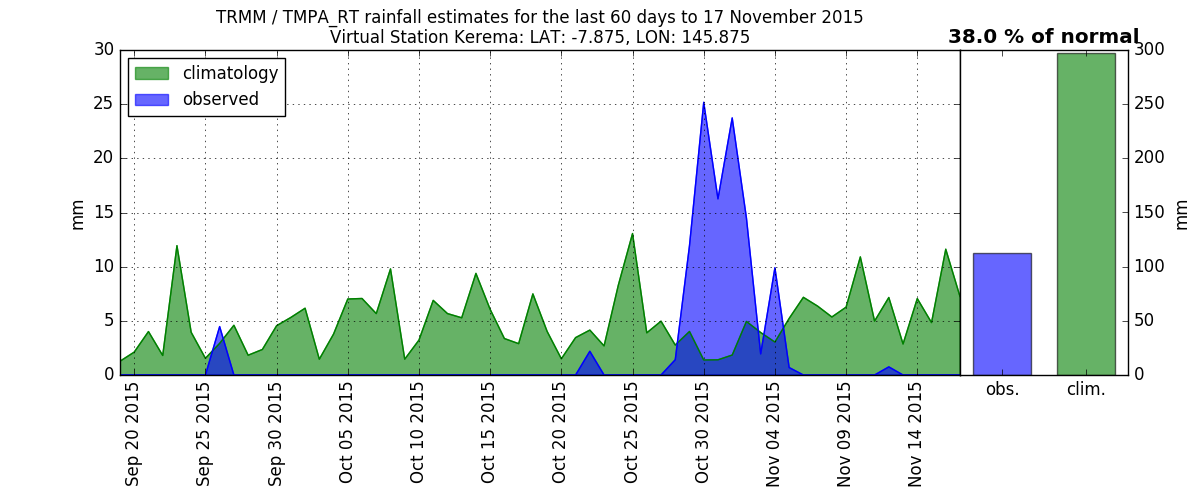 TRMM / TMPA_RT rainfall estimates for the last 60 days to 17 November 2015
Virtual Station Kerema: LAT: -7.875, LON: 145.875
38.0 % of normal
climatology
observed
mm
30
25
20
15
10
5
0
Sep 20 2015
Sep 25 2015
Sep 30 2015
Oct 05 2015
Oct 10 2015
Oct 15 2015
Oct 20 2015
Oct 25 2015
Oct 30 2015
Nov 04 2015
Nov 09 2015
Nov 14 2015
obs.
clim.
300
250
200
150
100
50
0
mm